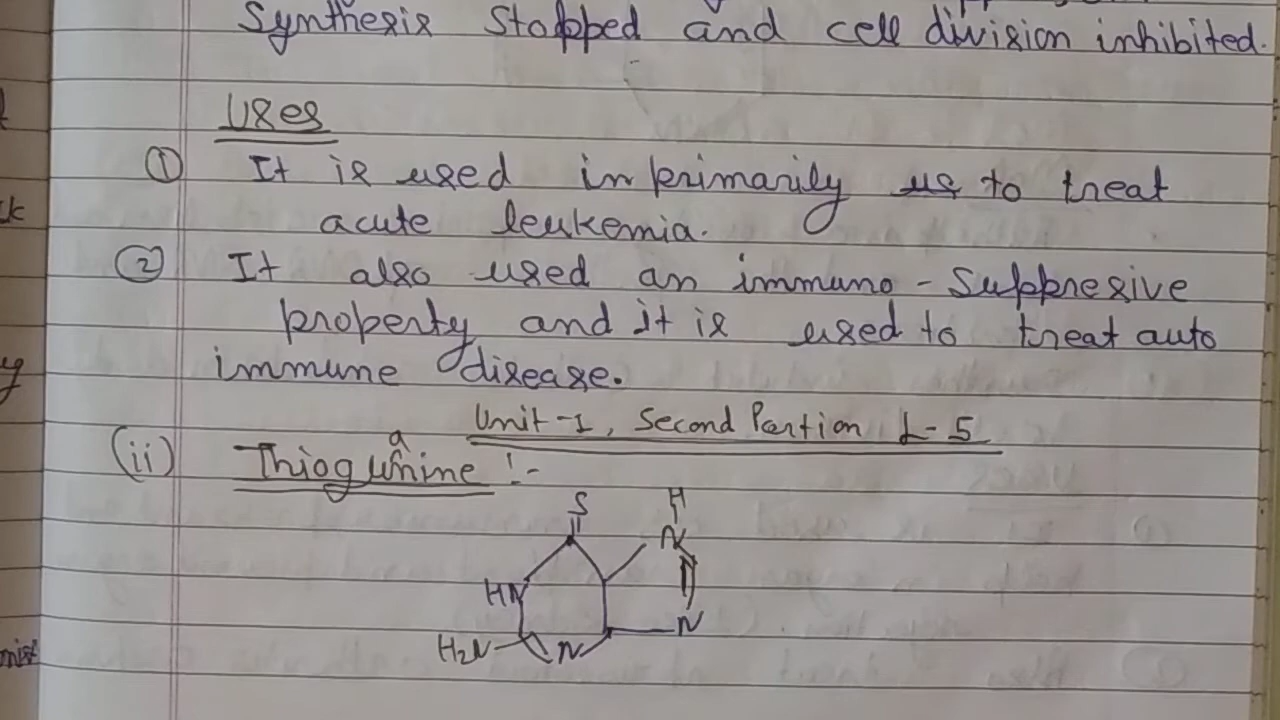 Synthesis Stopped and cell division inhibited.
Uses
① It is used in primarily us to treat
acute leukemia.
② It also used an immuno - Suppresive
property and it is used to treat auto
immune disease.
Unit-I, Second Partion L-5
(ii) Thioguanine :-
S
H
N
HN
N
H₂N N